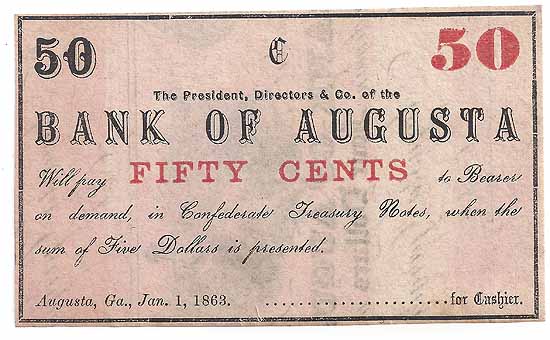 50 C 50
The President, Directors & Co. of the
BANK OF AUGUSTA
Will pay FIFTY CENTS to Bearer
on demand, in Confederate Treasury Notes, when the
sum of Five Dollars is presented.
Augusta, Ga., Jan. 1, 1863. ........................for Cashier.